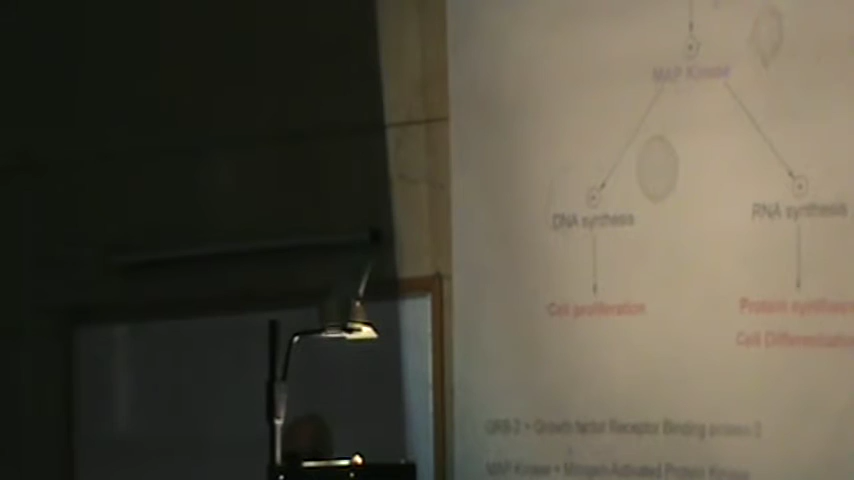 MAP Kinase
DNA synthesis
RNA synthesis
Cell proliferation
Protein synthesis
Cell Differentiation
GRB-2 = Growth factor Receptor Binding protein-2
MAP Kinase = Mitogen-Activated Protein Kinase